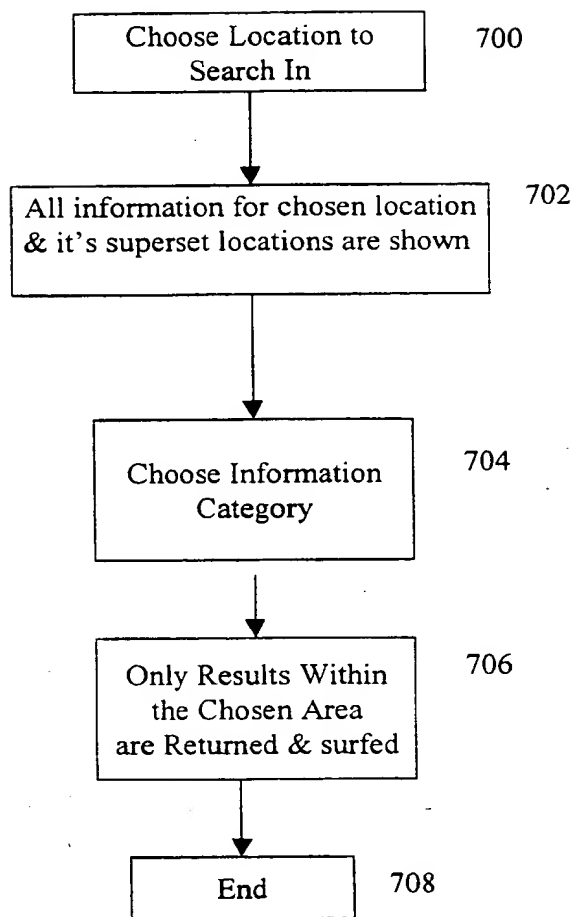 Choose Location to
Search In
700
All information for chosen location
& it's superset locations are shown
702
Choose Information
Category
704
Only Results Within
the Chosen Area
are Returned & surfed
706
End
708